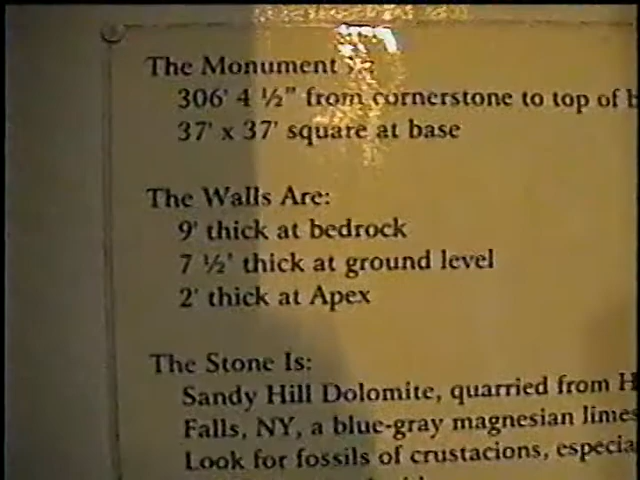 The Monument
306' 4 ½" from cornerstone to top of
37' x 37' square at base
The Walls Are:
9' thick at bedrock
7 ½' thick at ground level
2' thick at Apex
The Stone Is:
Sandy Hill Dolomite, quarried from
Falls, NY, a blue-gray magnesian
Look for fossils of crustacions,